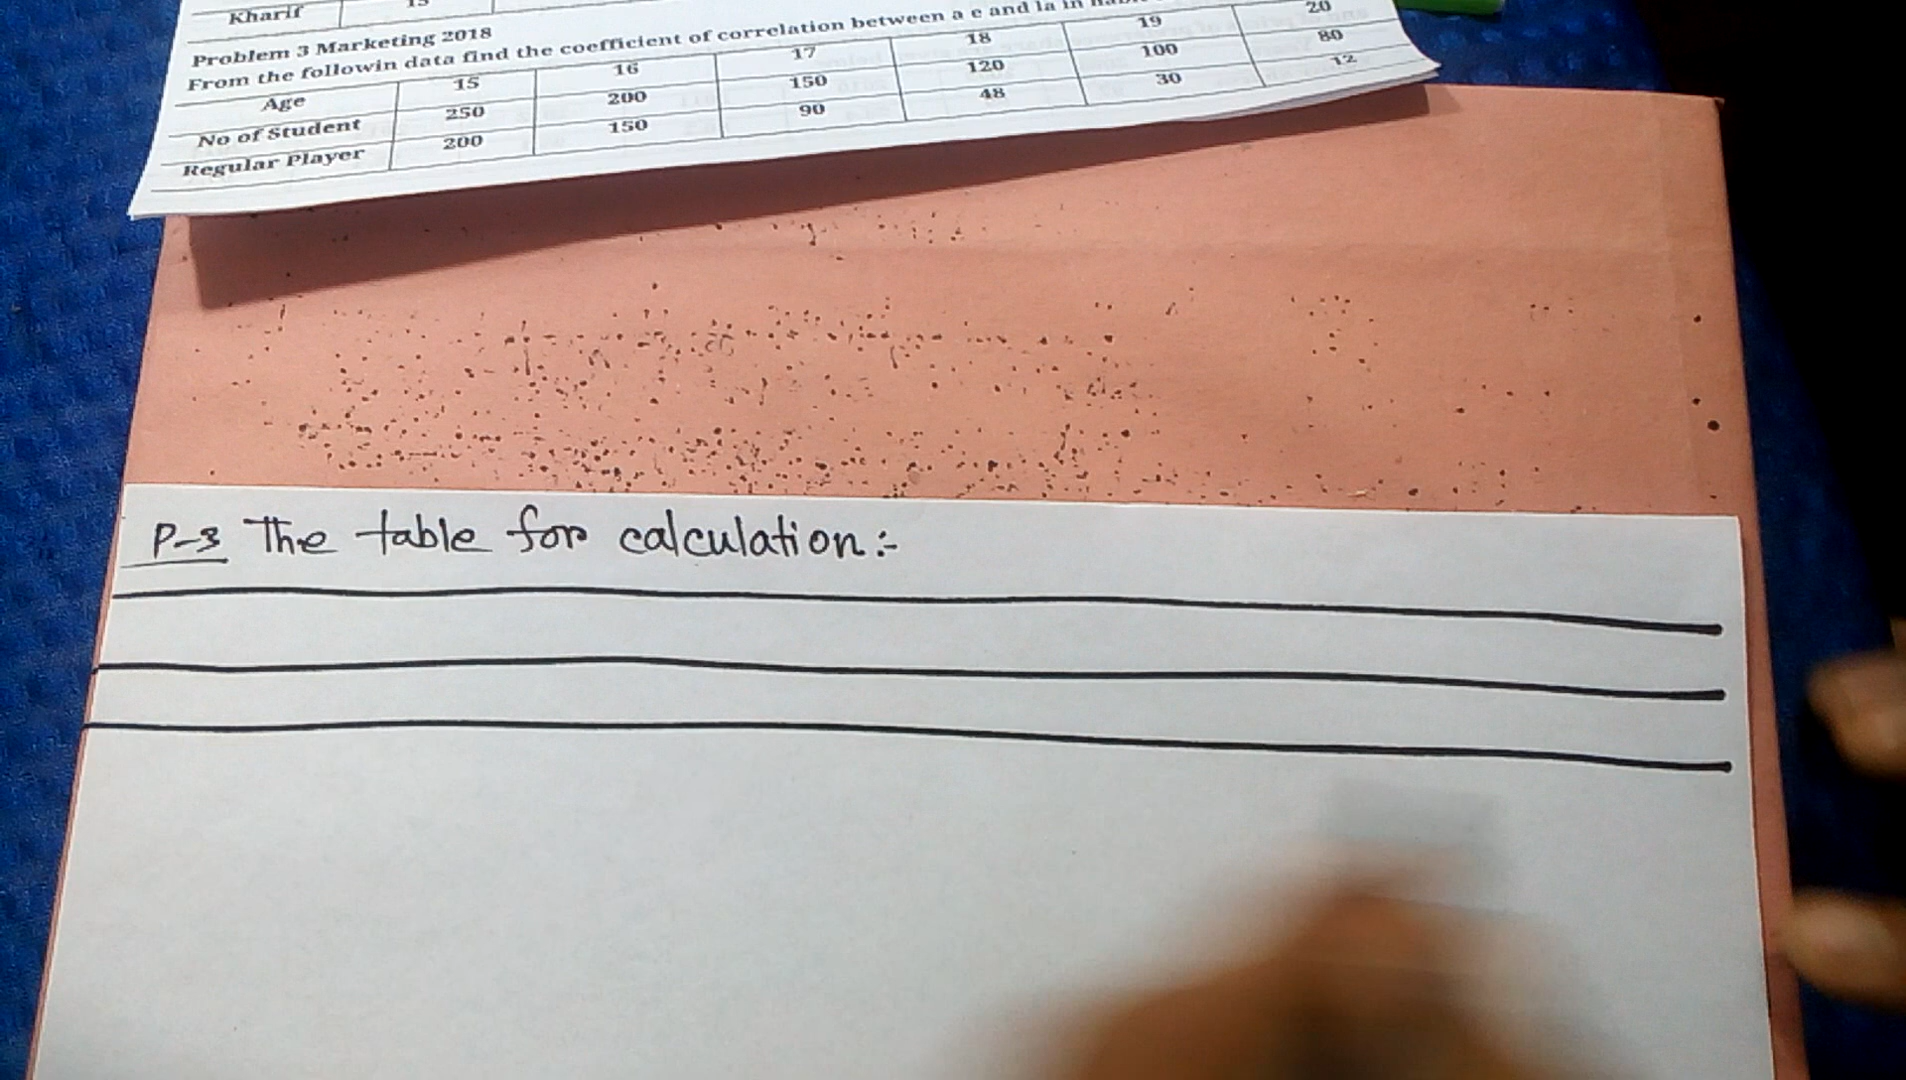 Kharif 15
Problem 3 Marketing 2018
From the followin data find the coefficient of correlation between a e and la in
Age 15 16 17 18 19 20
No of Student 250 200 150 120 100 80
Regular Player 200 150 90 48 30 12
P-3 The table for calculation:-